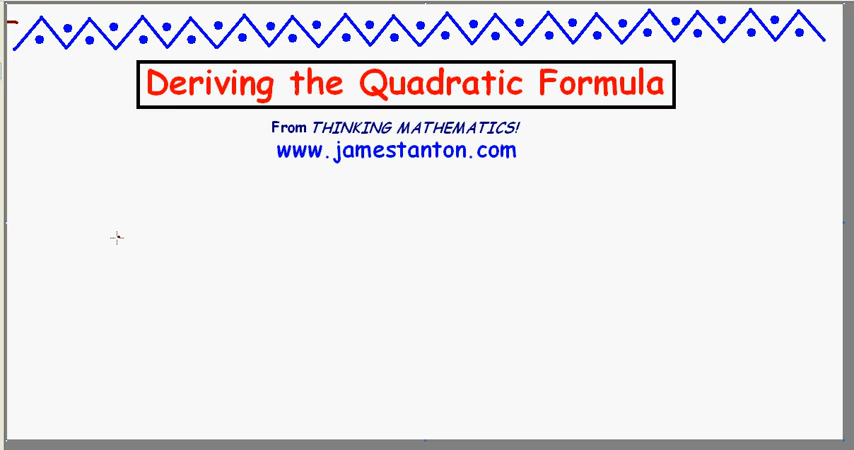 Deriving the Quadratic Formula
From THINKING MATHEMATICS!
www.jamestanton.com